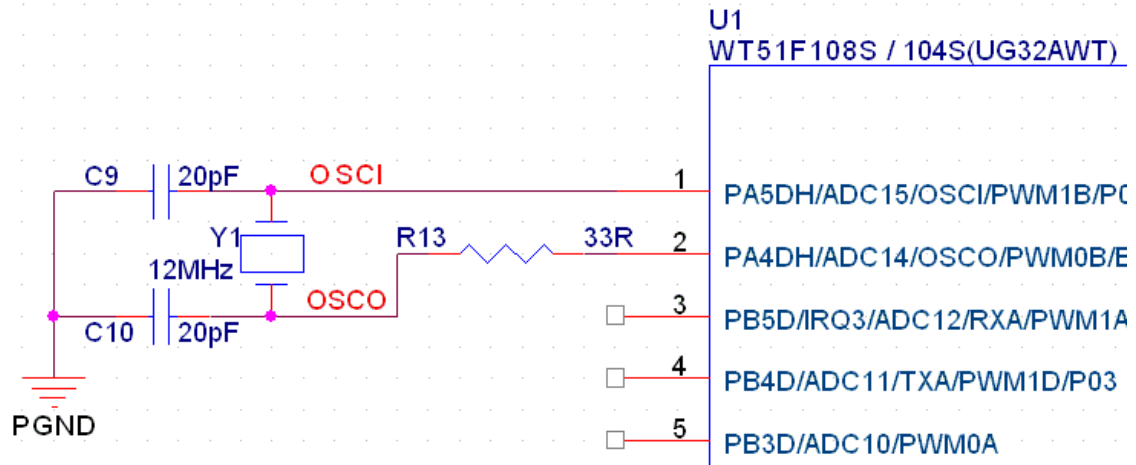 U1
WT51F108S / 104S(UG32AWT)
C9
20pF
OSCI
1
PA5DH/ADC15/OSCI/PWM1B/P0
Y1
R13
33R
2
PA4DH/ADC14/OSCO/PWM0B/E
12MHz
OSCO
3
PB5D/IRQ3/ADC12/RXA/PWM1A
C10
20pF
4
PB4D/ADC11/TXA/PWM1D/P03
PGND
5
PB3D/ADC10/PWM0A